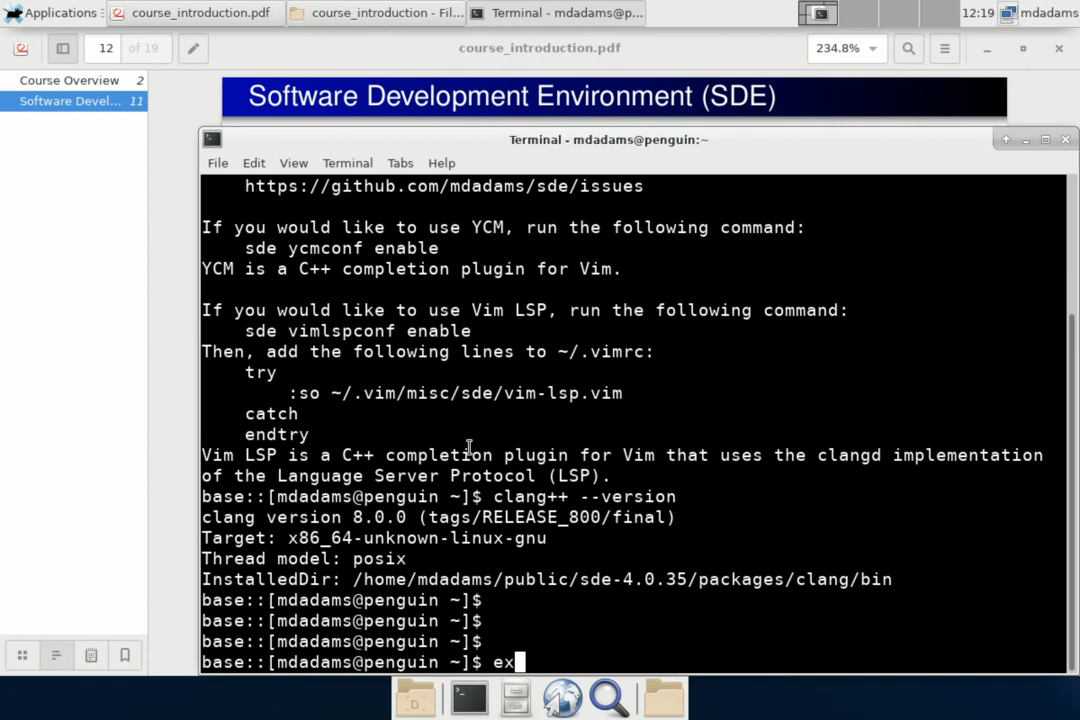 Applications
course_introduction.pdf
course_introduction - Fil...
Terminal - mdadams@p...
12:19
mdadams
12
of 19
course_introduction.pdf
234.8%
Course Overview 2
Software Devel... 11
Software Development Environment (SDE)
Terminal - mdadams@penguin:~
File Edit View Terminal Tabs Help
https://github.com/mdadams/sde/issues
If you would like to use YCM, run the following command:
sde ycmconf enable
YCM is a C++ completion plugin for Vim.
If you would like to use Vim LSP, run the following command:
sde vimlspconf enable
Then, add the following lines to ~/.vimrc:
try
:so ~/.vim/misc/sde/vim-lsp.vim
catch
endtry
Vim LSP is a C++ completion plugin for Vim that uses the clangd implementation
of the Language Server Protocol (LSP).
base::[mdadams@penguin ~]$ clang++ --version
clang version 8.0.0 (tags/RELEASE_800/final)
Target: x86_64-unknown-linux-gnu
Thread model: posix
InstalledDir: /home/mdadams/public/sde-4.0.35/packages/clang/bin
base::[mdadams@penguin ~]$
base::[mdadams@penguin ~]$
base::[mdadams@penguin ~]$
base::[mdadams@penguin ~]$ ex